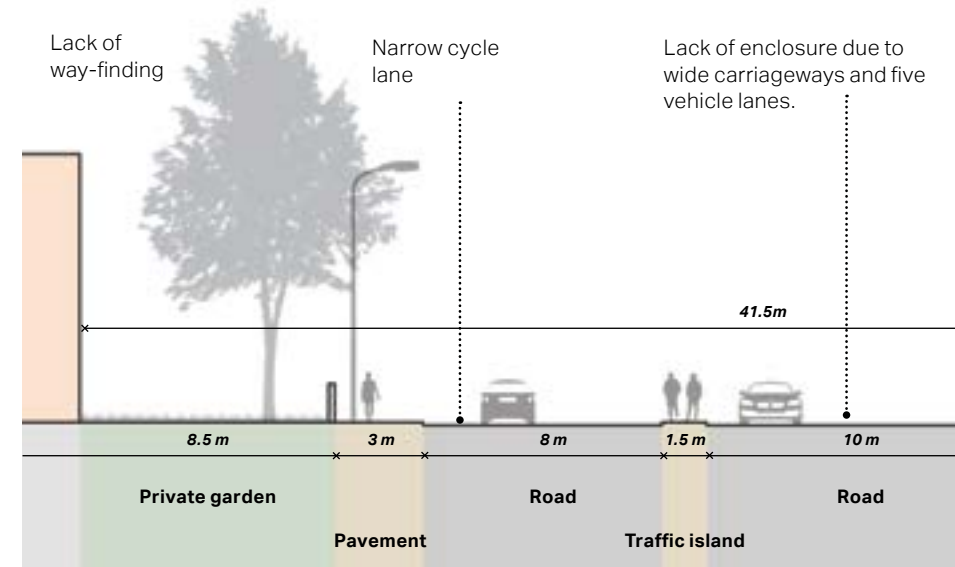 Lack of
way-finding
Narrow cycle
lane
Lack of enclosure due to
wide carriageways and five
vehicle lanes.
41.5m
8.5 m
3 m
8 m
1.5 m
10 m
Private garden
Road
Road
Pavement
Traffic island